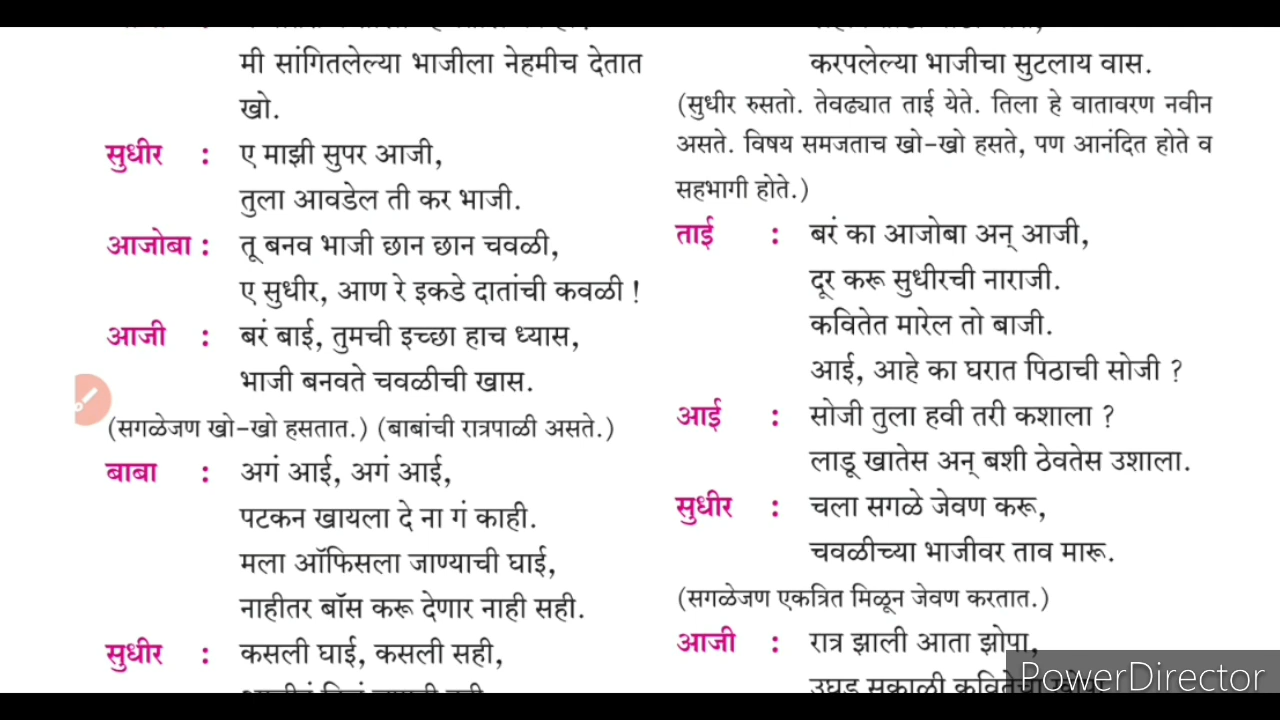 मी सांगितलेल्या भाजीला नेहमीच देतात
खो.
सुधीर : ए माझी सुपर आजी,
तुला आवडेल ती कर भाजी.
आजोबा : तू बनव भाजी छान छान चवळी,
ए सुधीर, आण रे इकडे दातांची कवळी !
आजी : बरं बाई, तुमची इच्छा हाच ध्यास,
भाजी बनवते चवळीची खास.
(सगळेजण खो-खो हसतात.) (बाबांची रात्रपाळी असते.)
बाबा : अगं आई, अगं आई,
पटकन खायला दे ना गं काही.
मला ऑफिसला जाण्याची घाई,
नाहीतर बॉस करू देणार नाही सही.
सुधीर : कसली घाई, कसली सही,
करपलेल्या भाजीचा सुटलाय वास.
(सुधीर रुसतो. तेवढ्यात ताई येते. तिला हे वातावरण नवीन
असते. विषय समजताच खो-खो हसते, पण आनंदित होते व
सहभागी होते.)
ताई : बरं का आजोबा अन् आजी,
दूर करू सुधीरची नाराजी.
कवितेत मारेल तो बाजी.
आई, आहे का घरात पिठाची सोजी ?
आई : सोजी तुला हवी तरी कशाला ?
लाडू खातेस अन् बशी ठेवतेस उशाला.
सुधीर : चला सगळे जेवण करू,
चवळीच्या भाजीवर ताव मारू.
(सगळेजण एकत्रित मिळून जेवण करतात.)
आजी : रात्र झाली आता झोपा,
उघडू सकाळी कवितेचा
PowerDirector